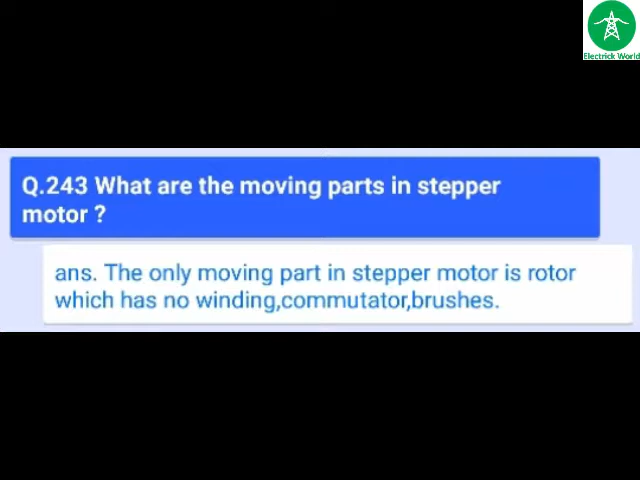 Electrick World
Q.243 What are the moving parts in stepper
motor ?
ans. The only moving part in stepper motor is rotor
which has no winding,commutator,brushes.